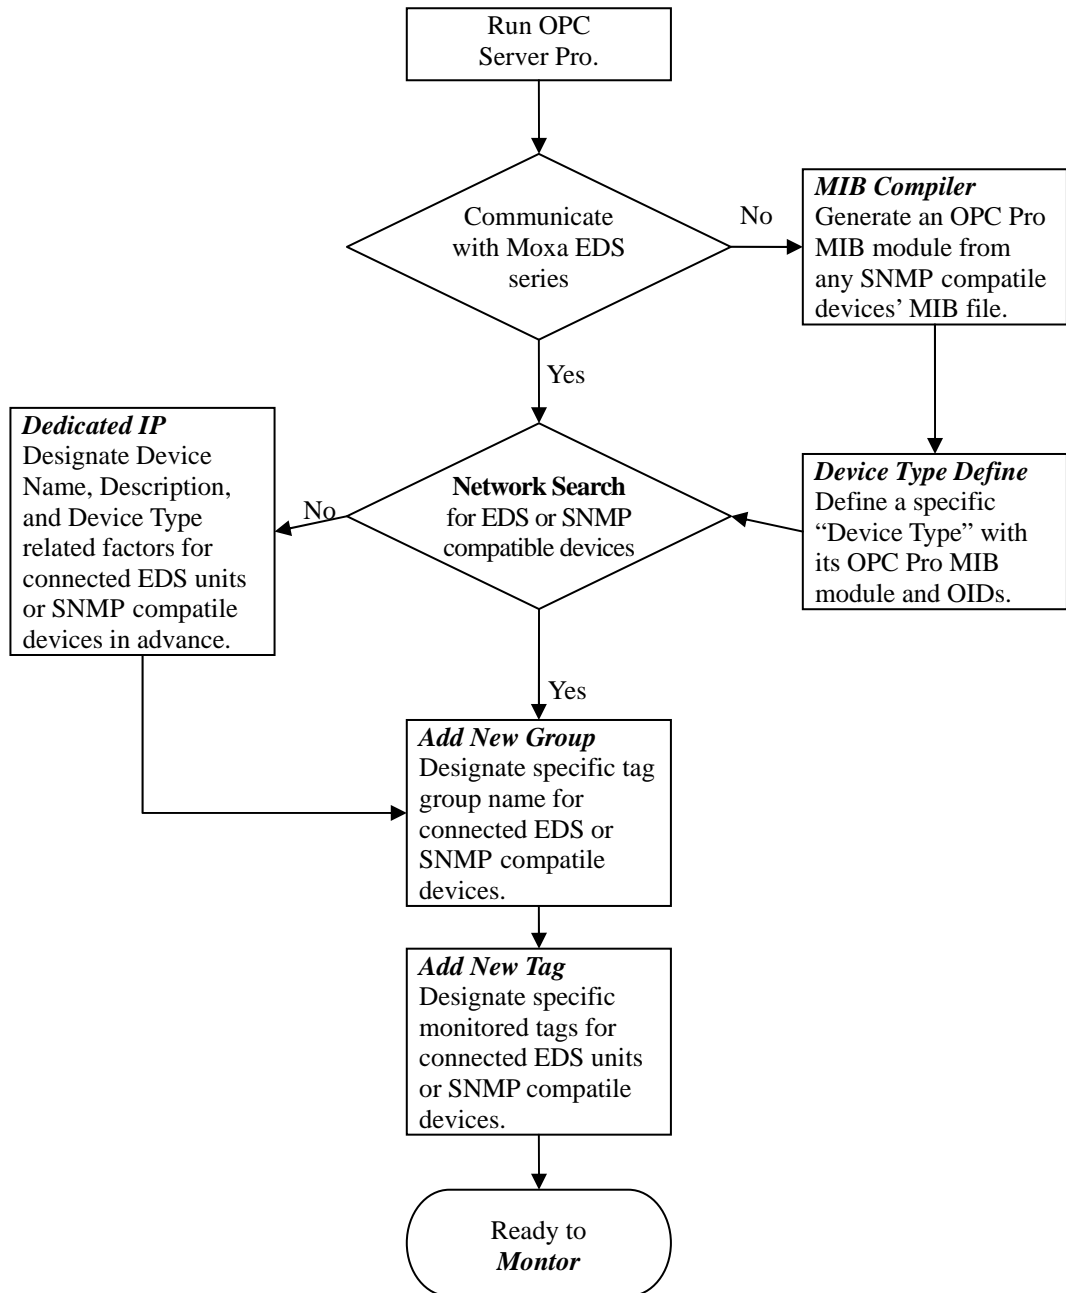 Run OPC
Server Pro.
Communicate
with Moxa EDS
series
No
MIB Compiler
Generate an OPC Pro
MIB module from
any SNMP compatile
devices’ MIB file.
Yes
Dedicated IP
Designate Device
Name, Description,
and Device Type
related factors for
connected EDS units
or SNMP compatile
devices in advance.
No
Network Search
for EDS or SNMP
compatible devices
Device Type Define
Define a specific
“Device Type” with
its OPC Pro MIB
module and OIDs.
Yes
Add New Group
Designate specific tag
group name for
connected EDS or
SNMP compatile
devices.
Add New Tag
Designate specific
monitored tags for
connected EDS units
or SNMP compatile
devices.
Ready to
Montor